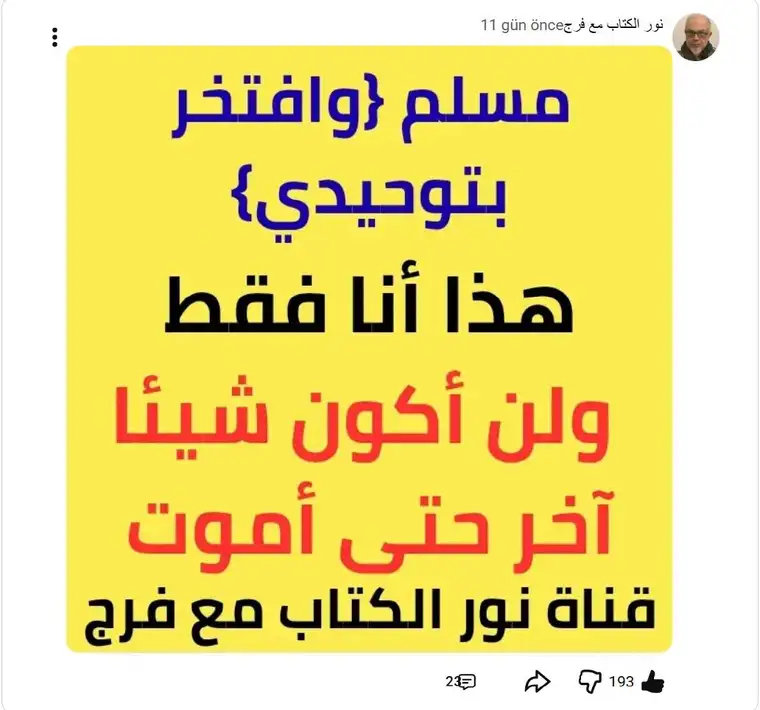 نور الكتاب مع فرج 11 gün önce
مسلم {وافتخر
بتوحيدي}
هذا أنا فقط
ولن أكون شيئا
آخر حتى أموت
قناة نور الكتاب مع فرج
193
23